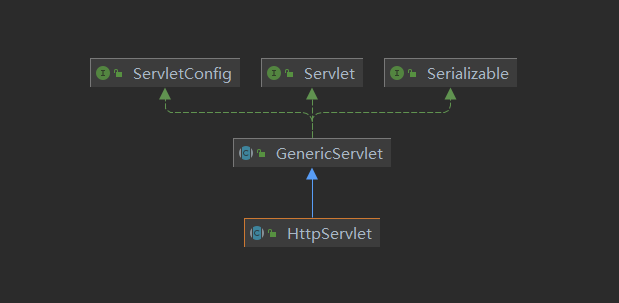 ServletConfig
Servlet
Serializable
GenericServlet
HttpServlet